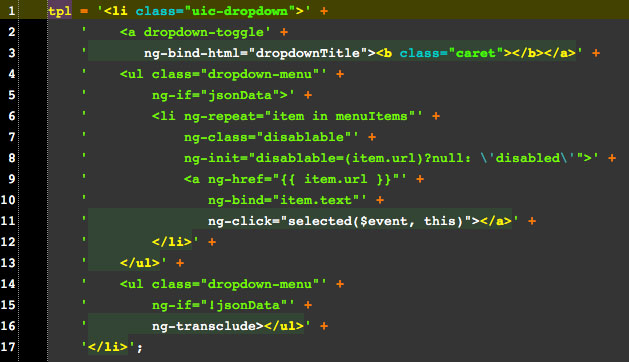 1 tpl = '<li class="uic-dropdown">' +
2 '    <a dropdown-toggle' +
3 '       ng-bind-html="dropdownTitle"><b class="caret"></b></a>' +
4 '    <ul class="dropdown-menu"' +
5 '        ng-if="jsonData">' +
6 '        <li ng-repeat="item in menuItems"' +
7 '            ng-class="disablable"' +
8 '            ng-init="disablable=(item.url)?null: \'disabled\'">' +
9 '            <a ng-href="{{ item.url }}"' +
10 '               ng-bind="item.text"' +
11 '               ng-click="selected($event, this)"></a>' +
12 '        </li>' +
13 '    </ul>' +
14 '    <ul class="dropdown-menu"' +
15 '        ng-if="!jsonData"' +
16 '        ng-transclude></ul>' +
17 '</li>';